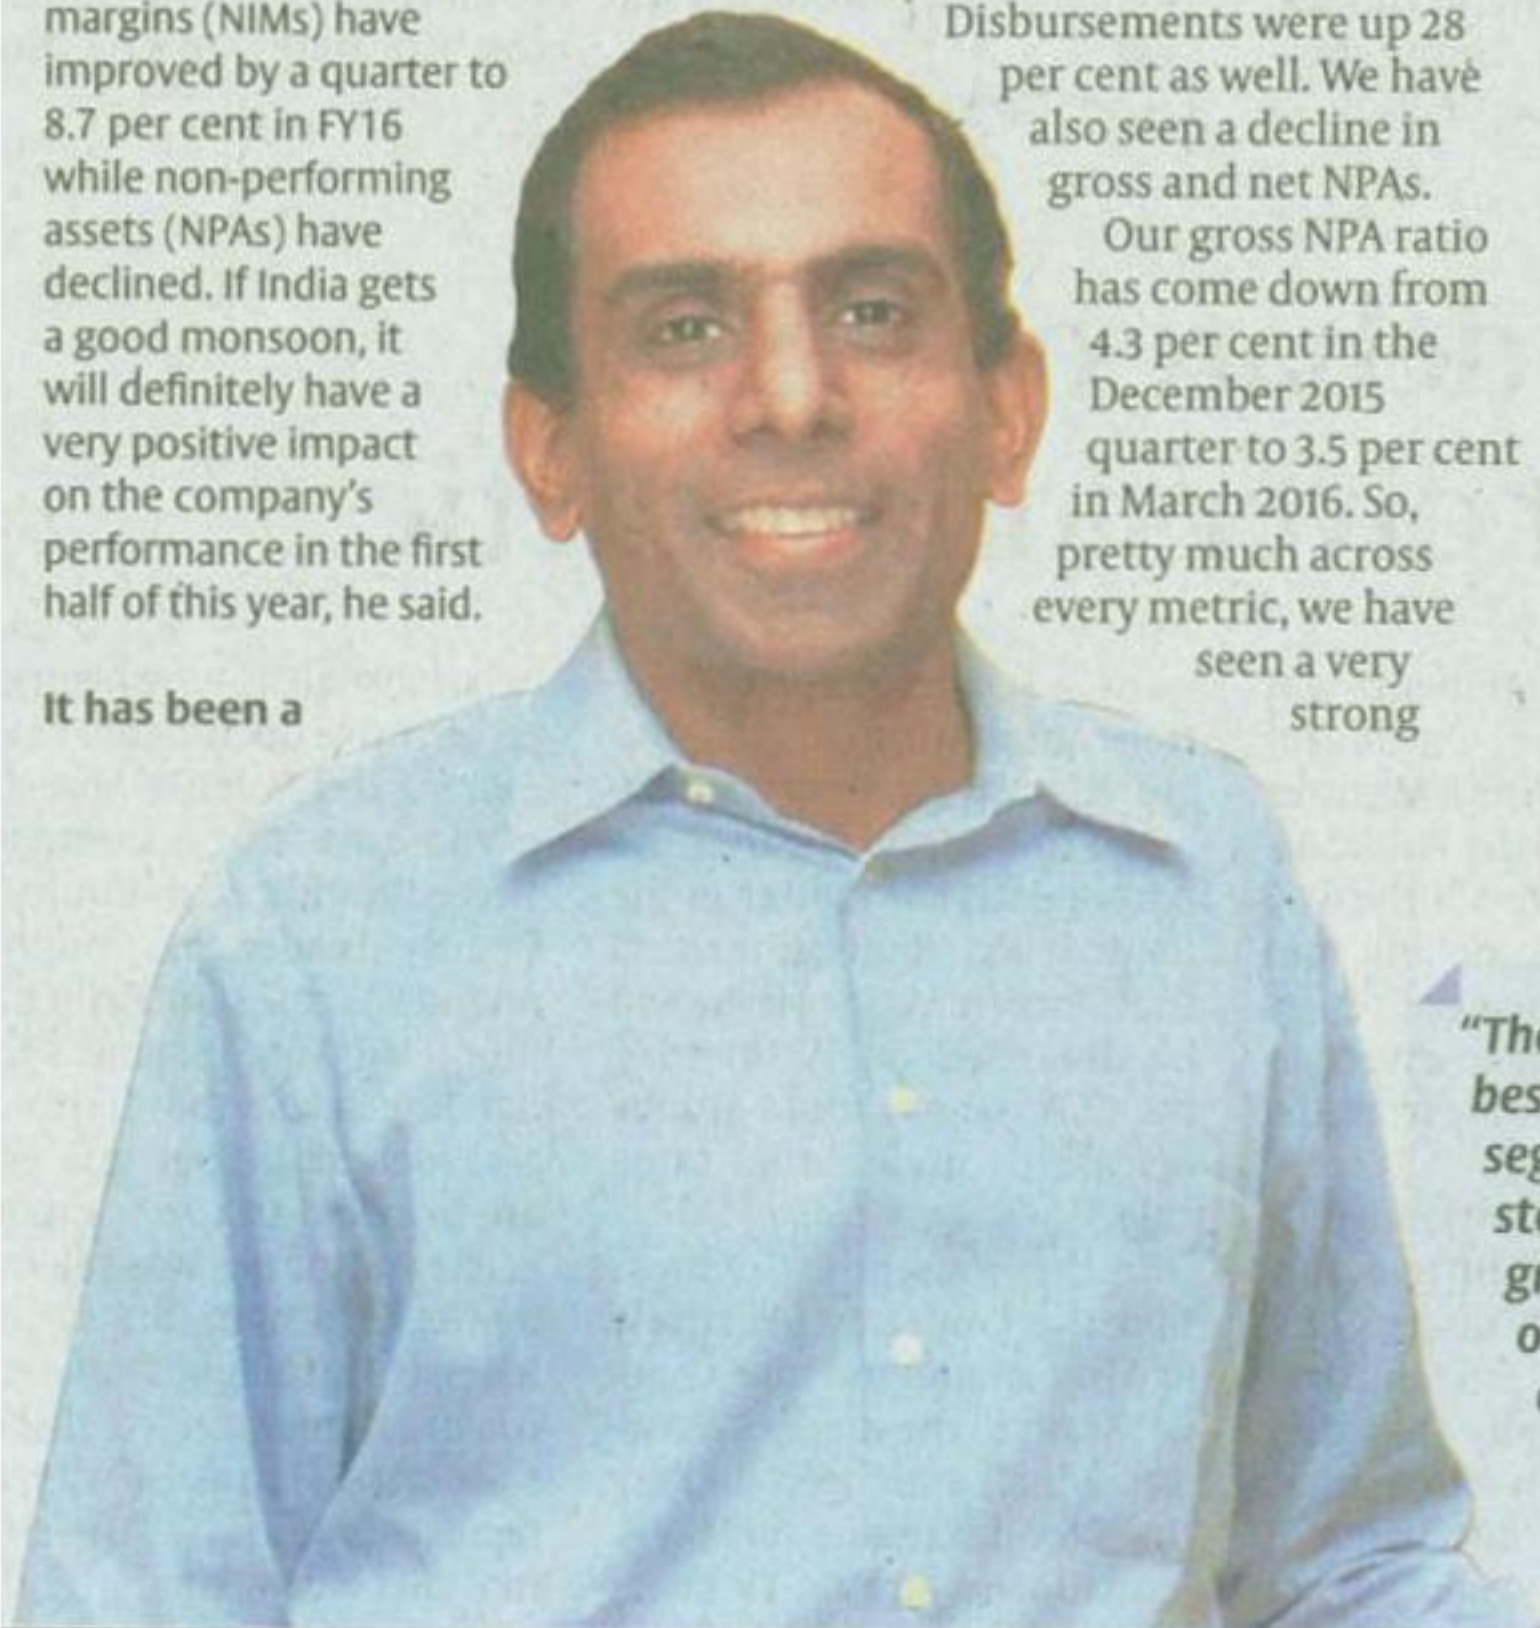 margins (NIMs) have
improved by a quarter to
8.7 per cent in FY16
while non-performing
assets (NPAs) have
declined. If India gets
a good monsoon, it
will definitely have a
very positive impact
on the company's
performance in the first
half of this year, he said.
It has been a
Disbursements were up 28
per cent as well. We have
also seen a decline in
gross and net NPAs.
Our gross NPA ratio
has come down from
4.3 per cent in the
December 2015
quarter to 3.5 per cent
in March 2016. So,
pretty much across
every metric, we have
seen a very
strong